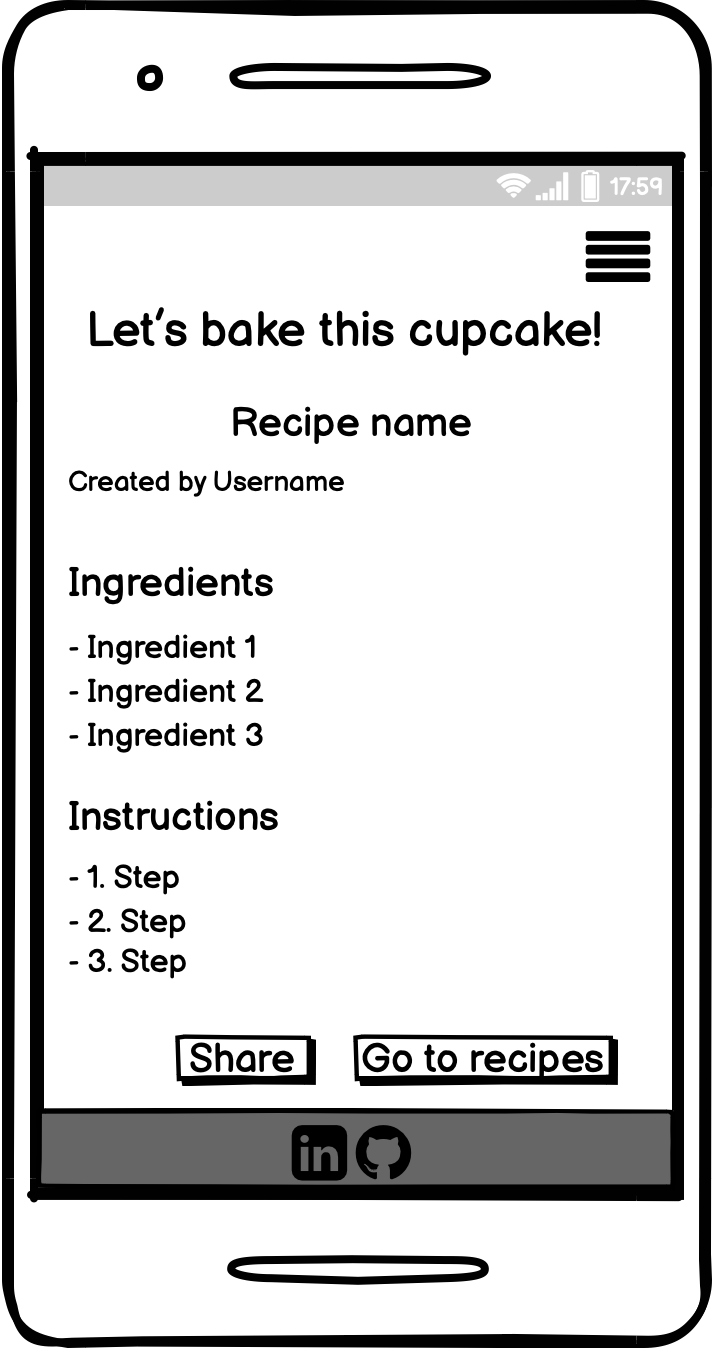 17:59
Let's bake this cupcake!
Recipe name
Created by Username
Ingredients
- Ingredient 1
- Ingredient 2
- Ingredient 3
Instructions
- 1. Step
- 2. Step
- 3. Step
Share Go to recipes
in